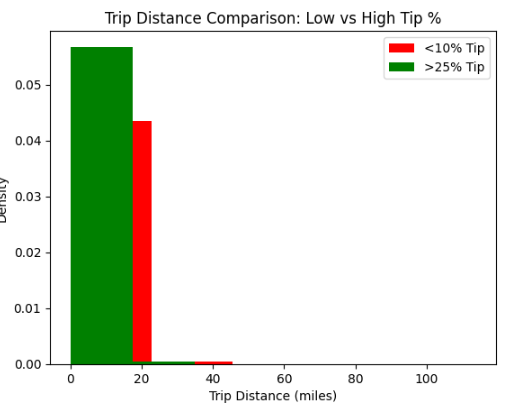 Trip Distance Comparison: Low vs High Tip %
<10% Tip
>25% Tip
Density
0.05
0.04
0.03
0.02
0.01
0.00
0 20 40 60 80 100
Trip Distance (miles)